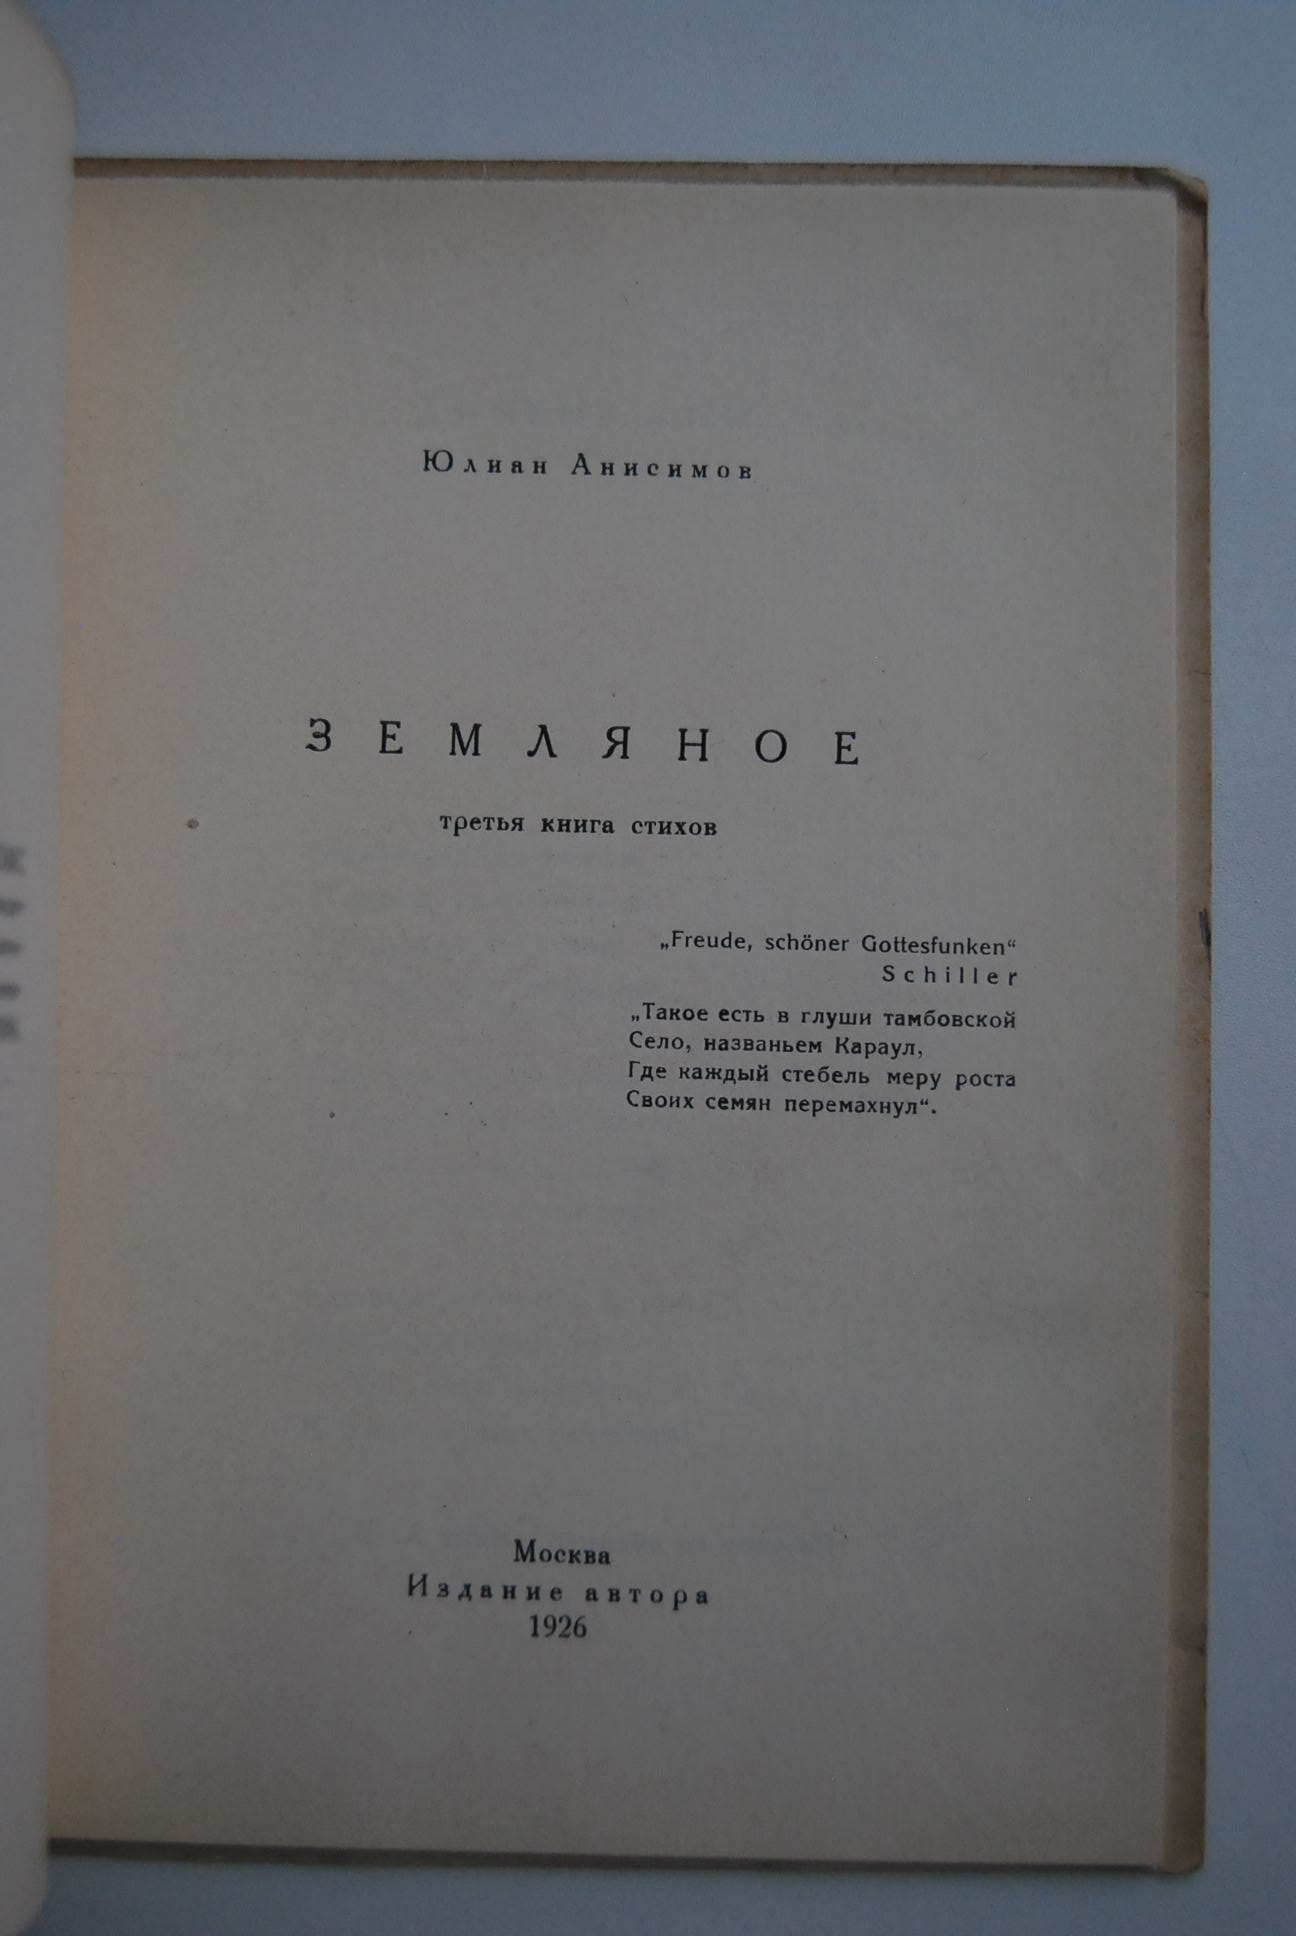 Юлиан Анисимов
ЗЕМЛЯНОЕ
третья книга стихов
„Freude, schöner Gottesfunken“
Schiller
„Такое есть в глуши тамбовской
Село, названьем Караул,
Где каждый стебель меру роста
Своих семян перемахнул“.
Москва
Издание автора
1926